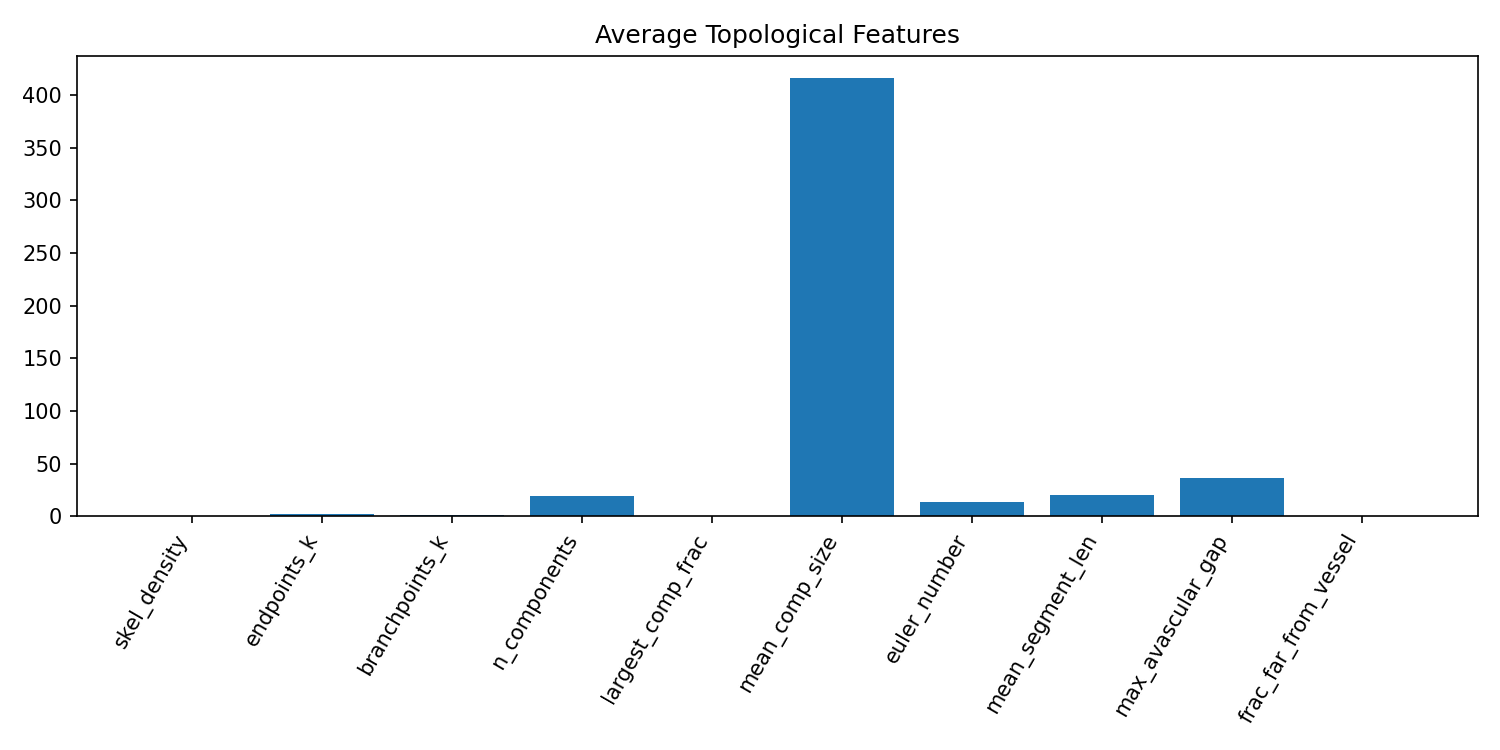 Average Topological Features
400
350
300
250
200
150
100
50
0
skel_density
endpoints_k
branchpoints_k
n_components
largest_comp_frac
mean_comp_size
euler_number
mean_segment_len
max_avascular_gap
frac_far_from_vessel